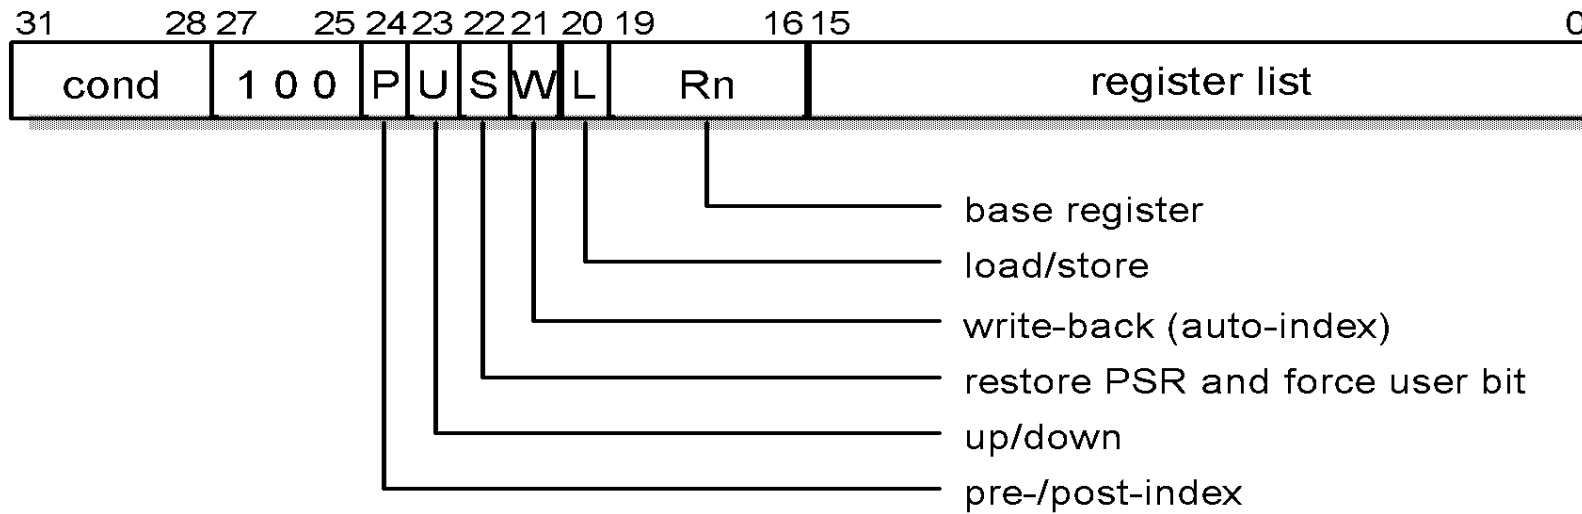 31 28 27 25 24 23 22 21 20 19 16 15 0
cond 1 0 0 P U S W L Rn register list
base register
load/store
write-back (auto-index)
restore PSR and force user bit
up/down
pre-/post-index